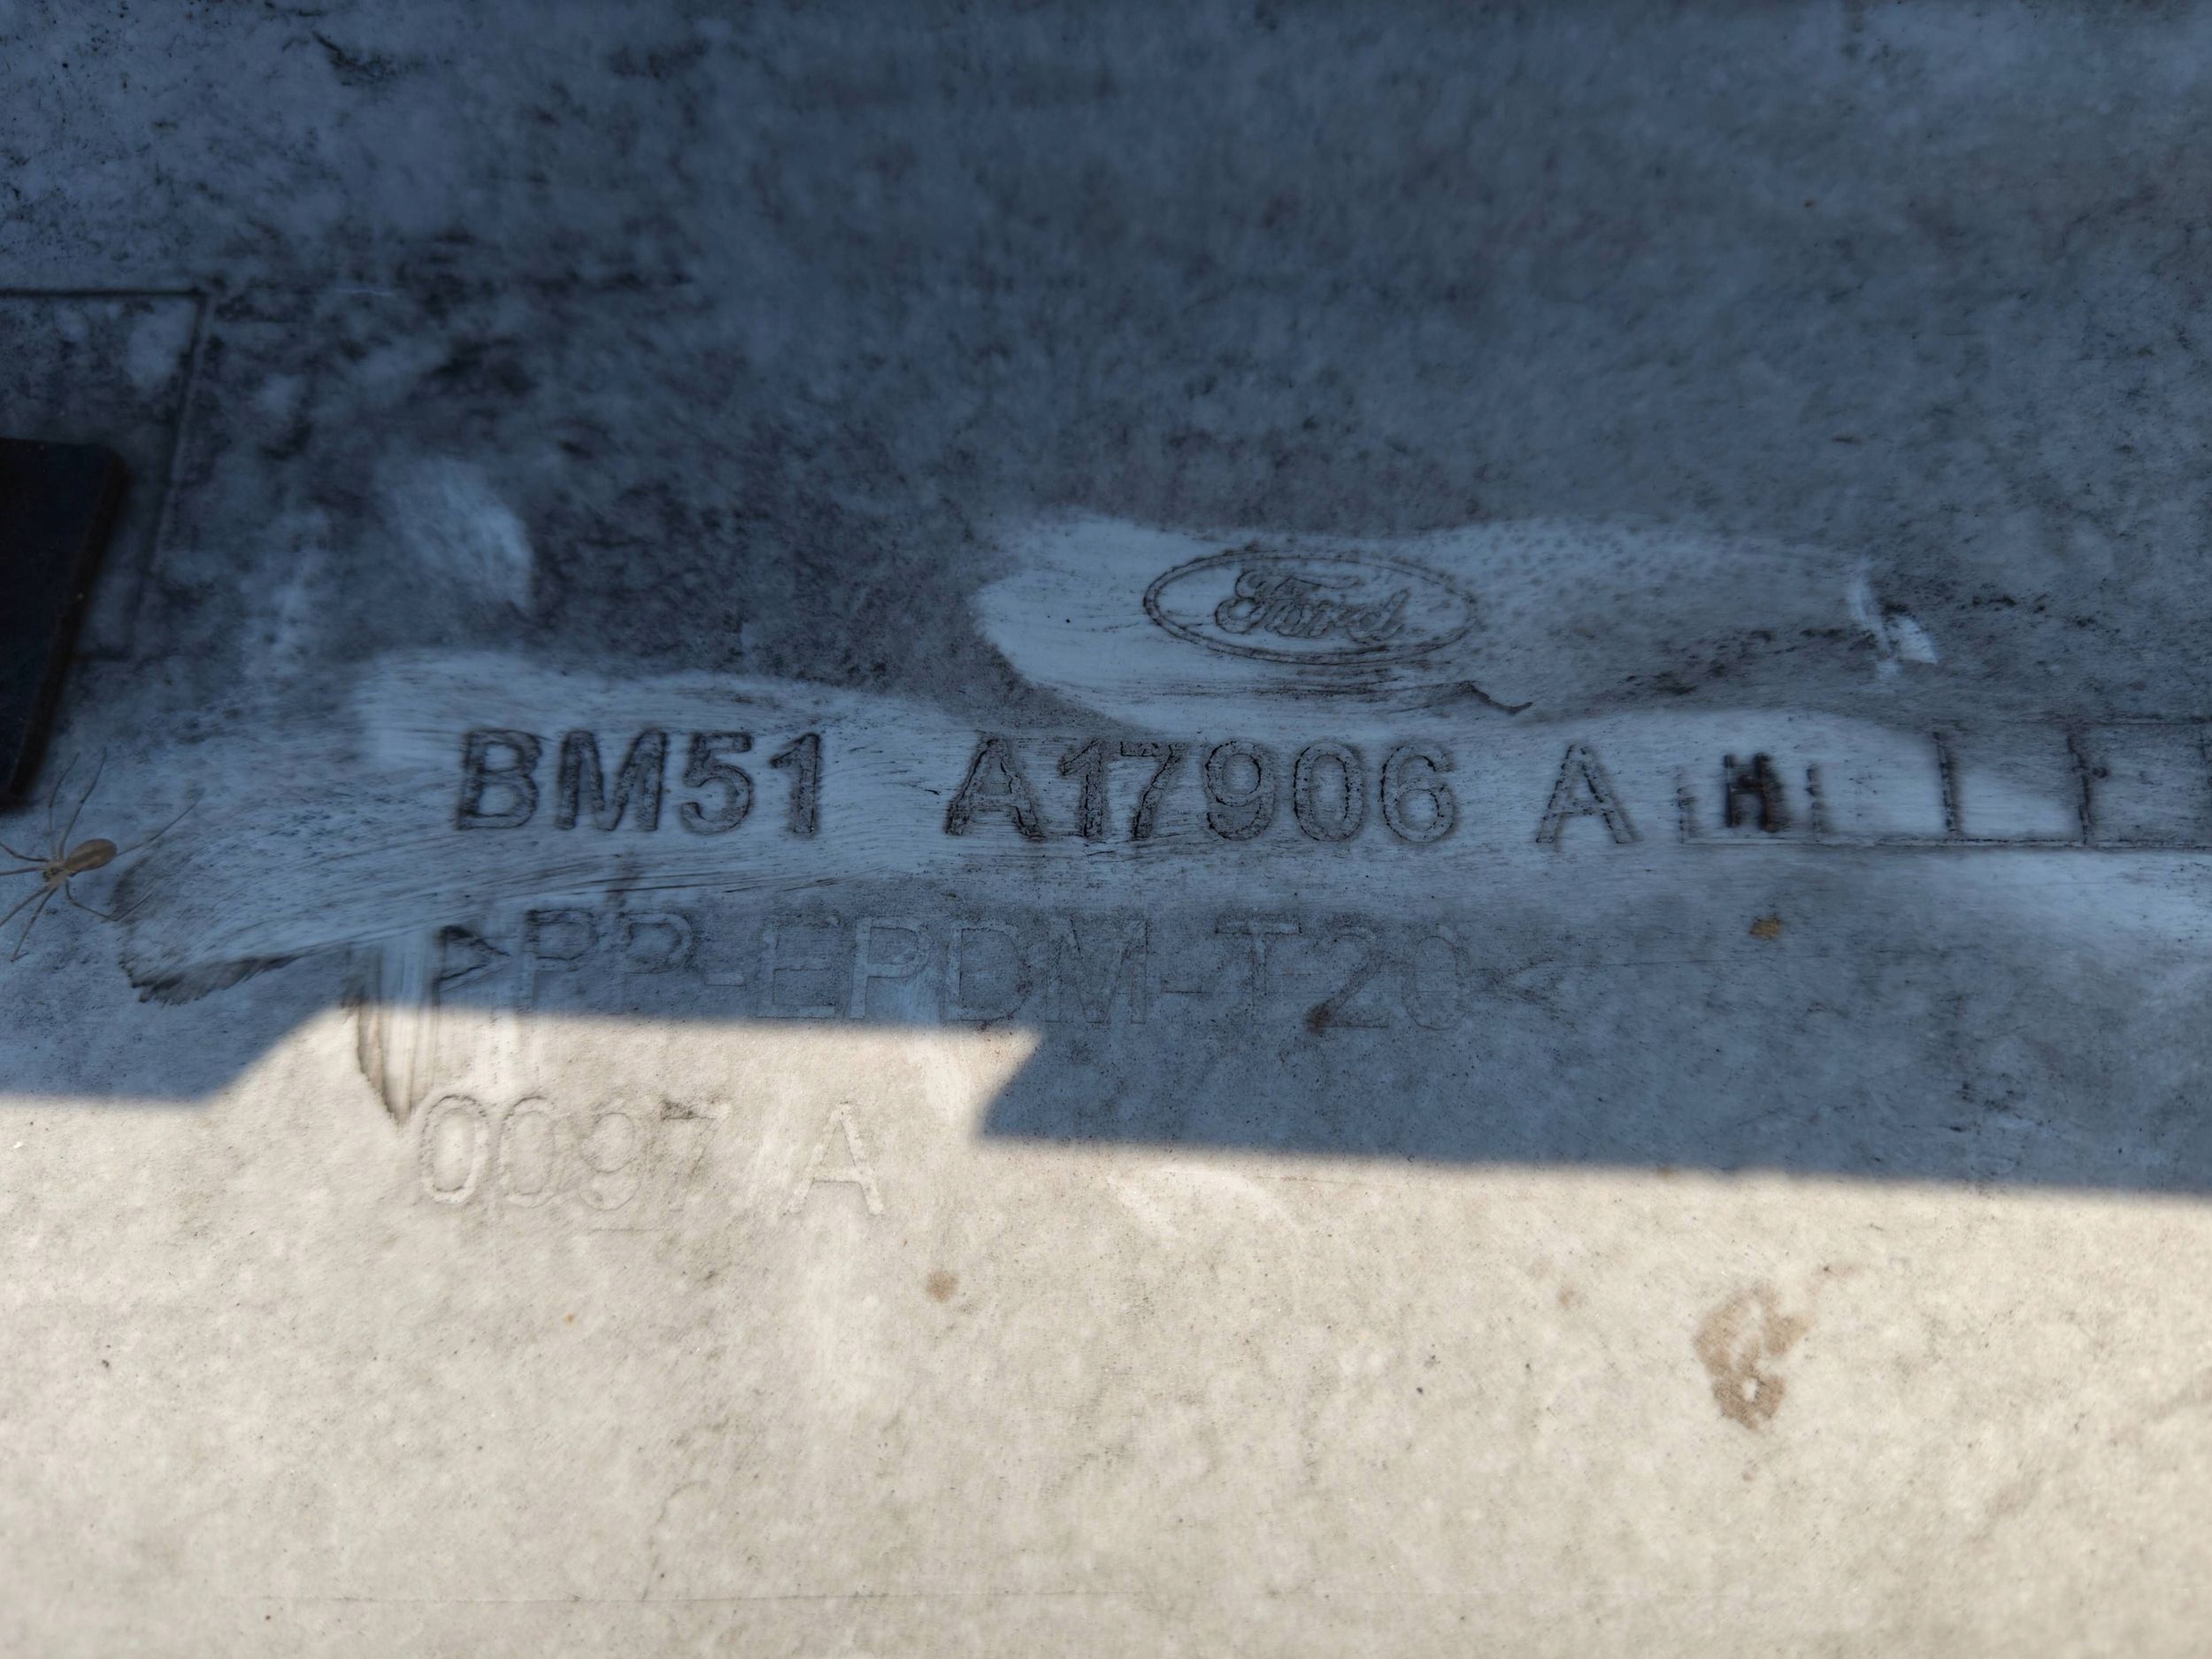 Ford
BM51 A17906 A H
>PP-EPDM-T20<
0097 A